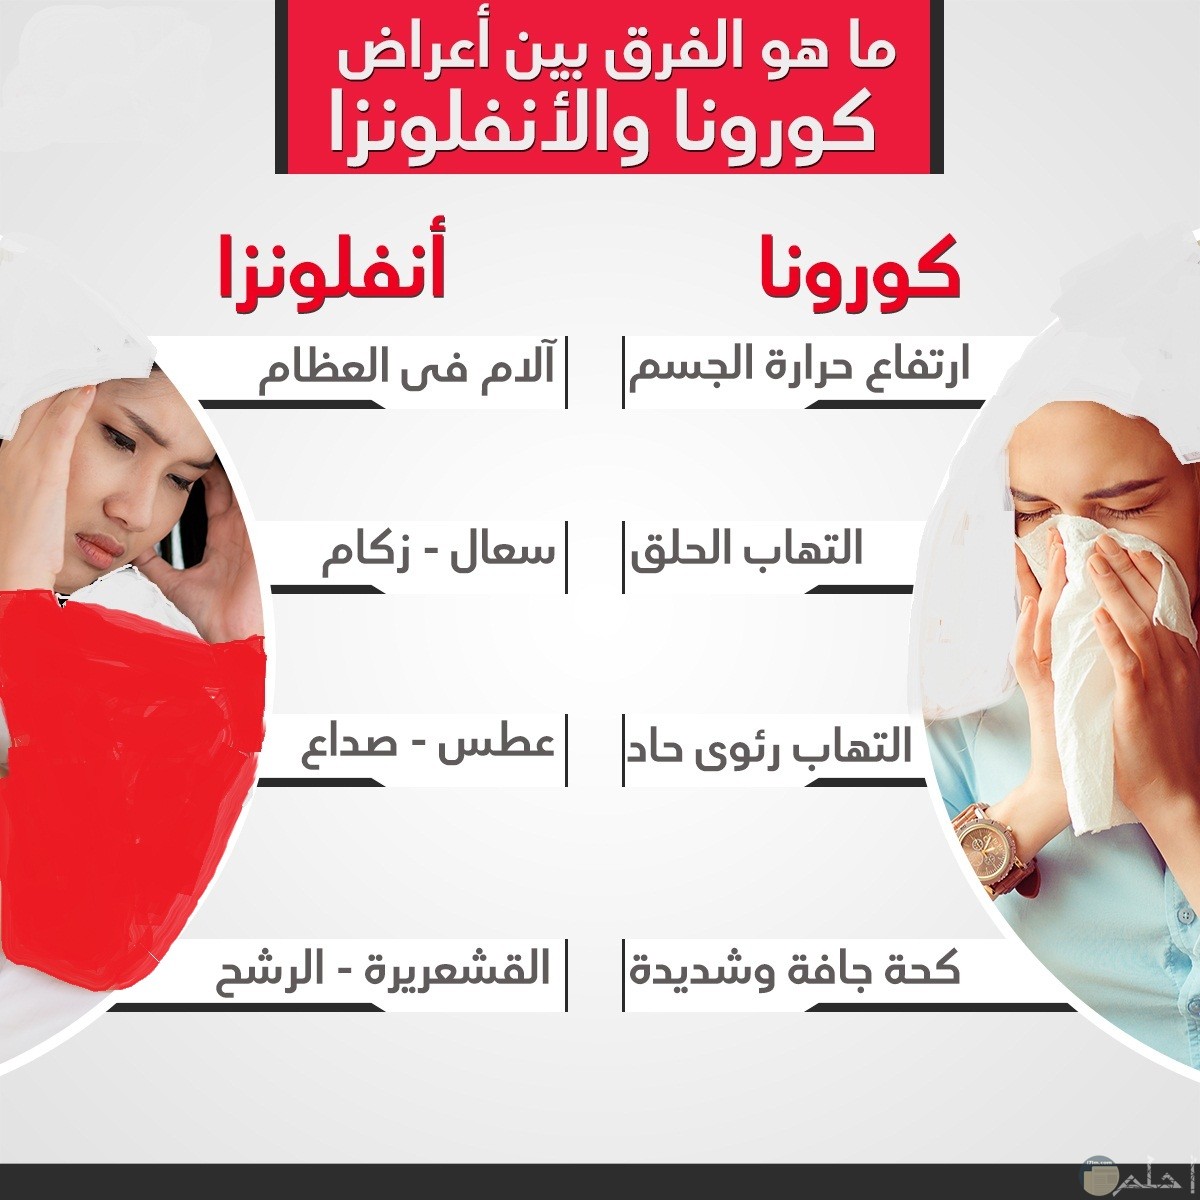 ما هو الفرق بين أعراض
كورونا والأنفلونزا
كورونا
أنفلونزا
ارتفاع حرارة الجسم
آلام فى العظام
التهاب الحلق
سعال - زكام
التهاب رئوى حاد
عطس - صداع
كحة جافة وشديدة
القشعريرة - الرشح
احلم